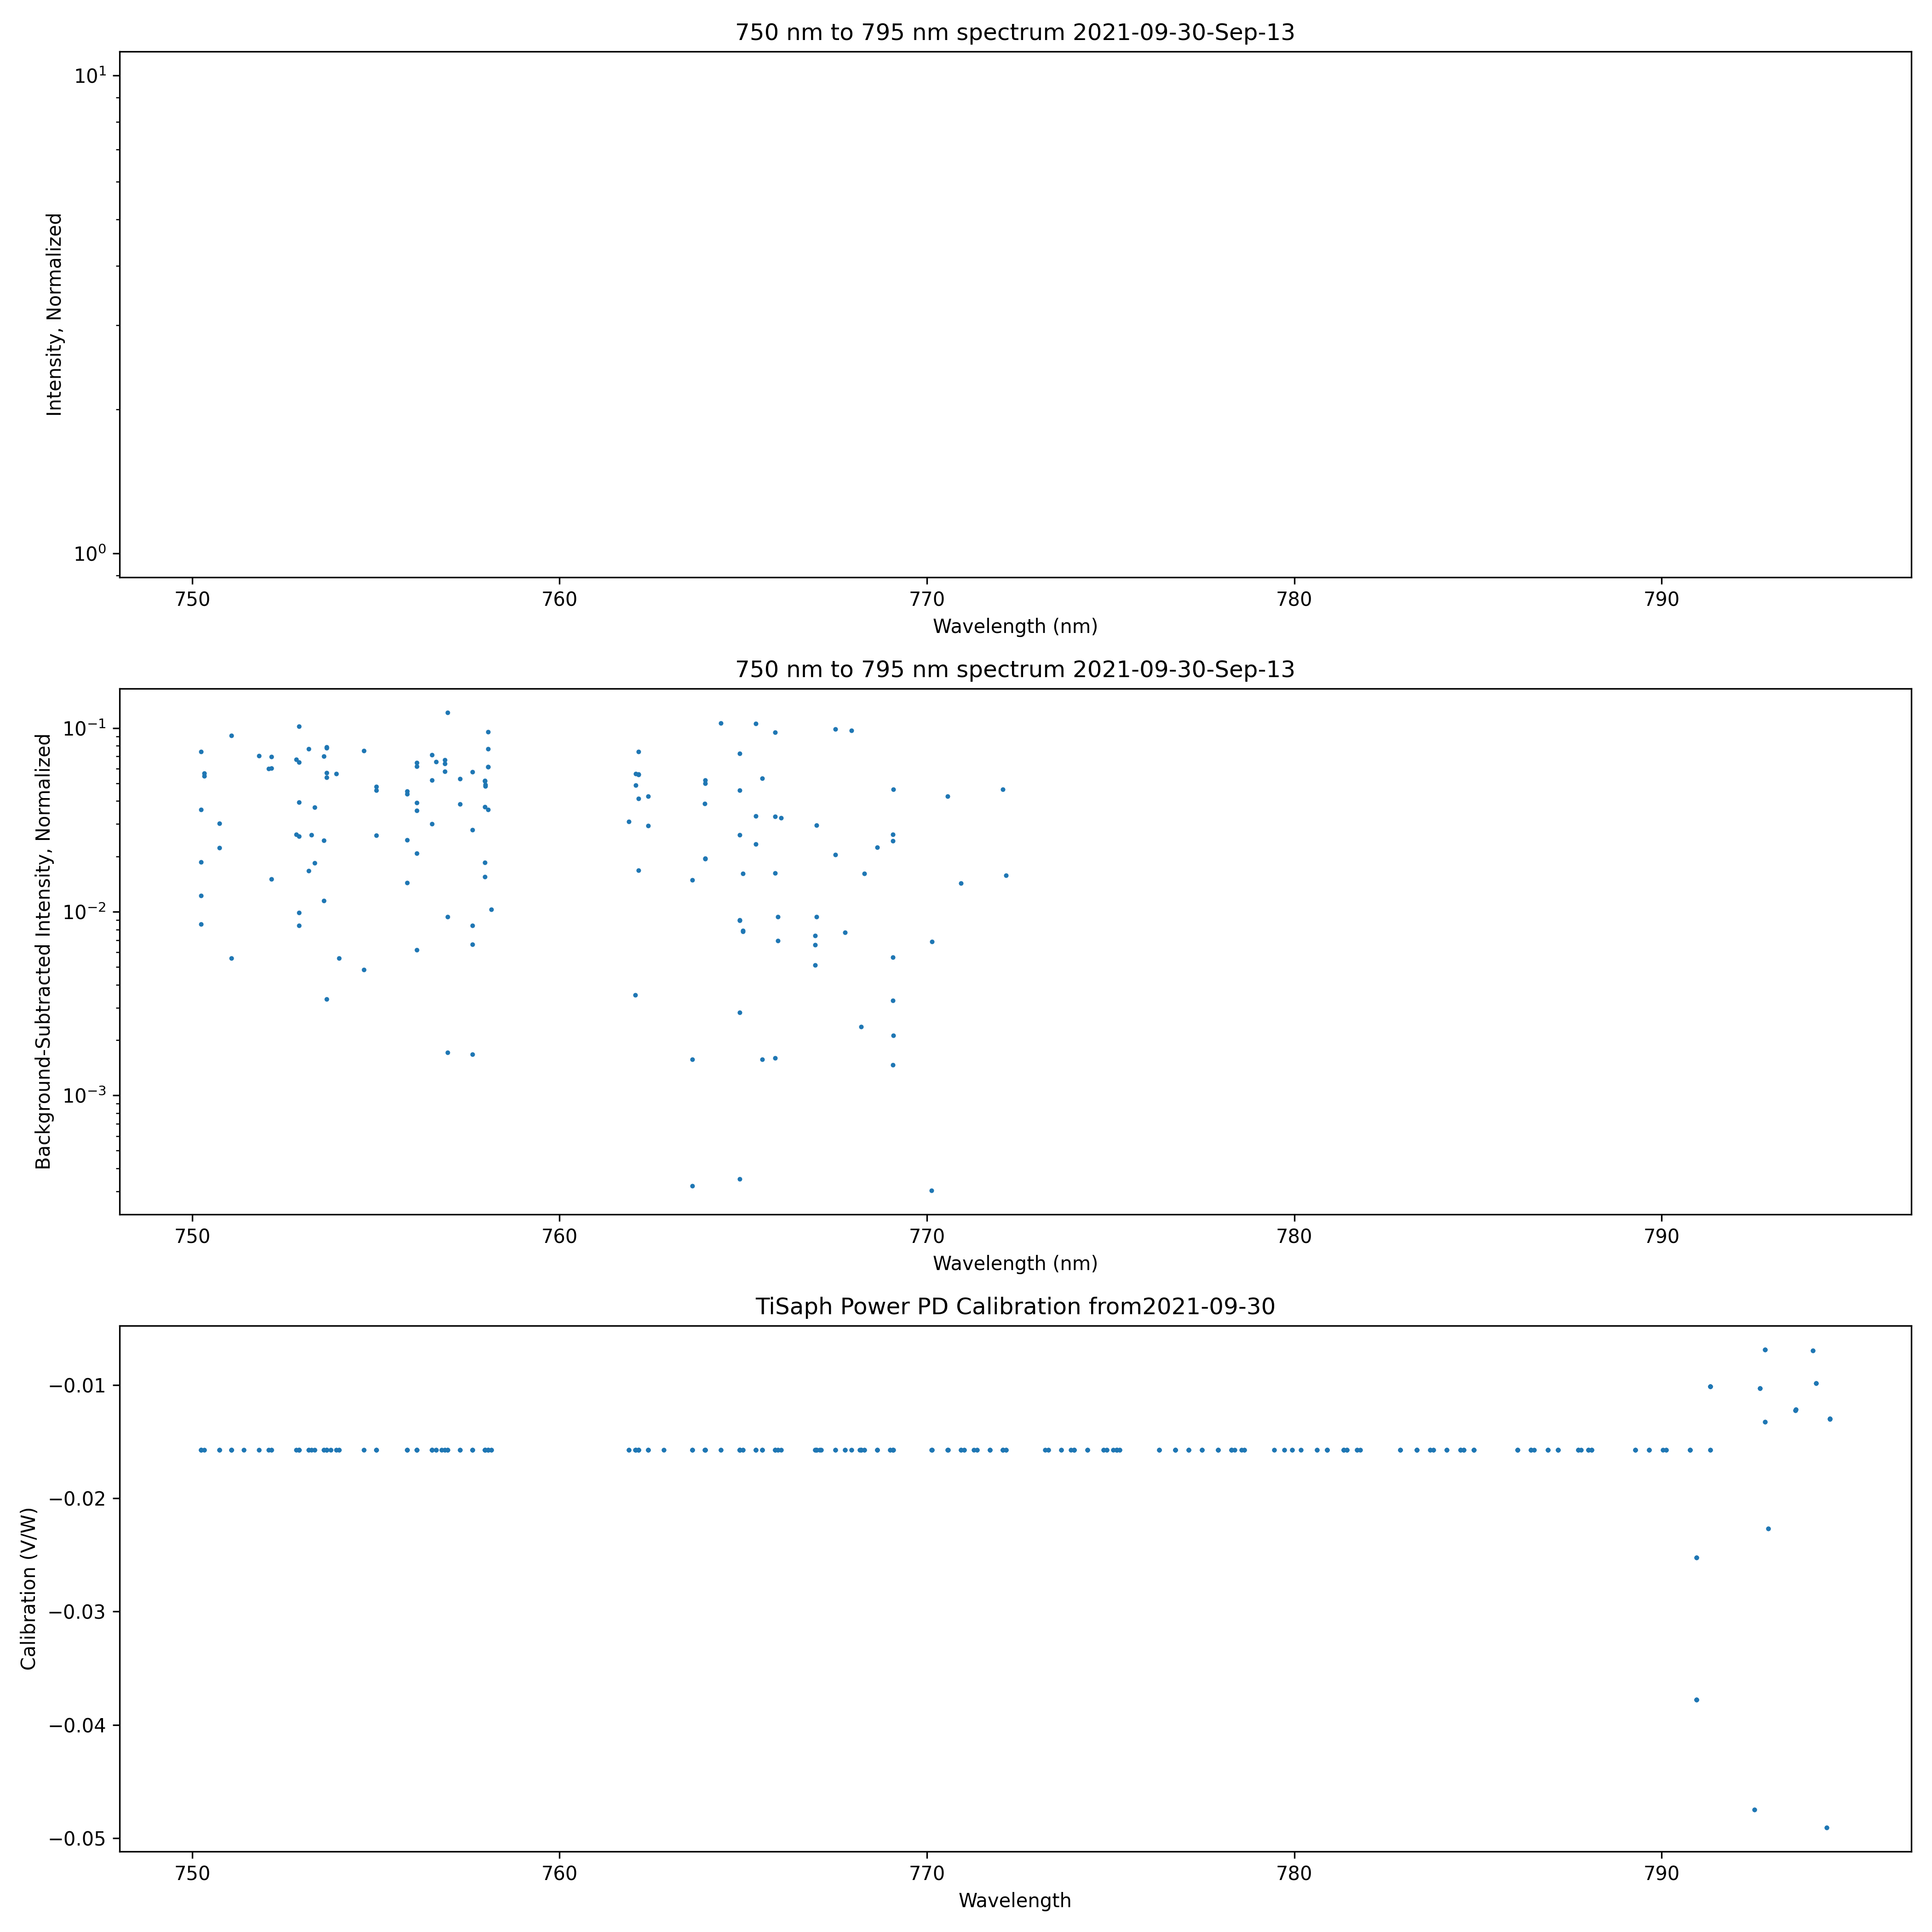 750 nm to 795 nm spectrum 2021-09-30-Sep-13
10¹
10⁰
Intensity, Normalized
750 760 770 780 790
Wavelength (nm)
750 nm to 795 nm spectrum 2021-09-30-Sep-13
10⁻¹
10⁻²
10⁻³
Background-Subtracted Intensity, Normalized
750 760 770 780 790
Wavelength (nm)
TiSaph Power PD Calibration from2021-09-30
−0.01
−0.02
−0.03
−0.04
−0.05
Calibration (V/W)
750 760 770 780 790
Wavelength